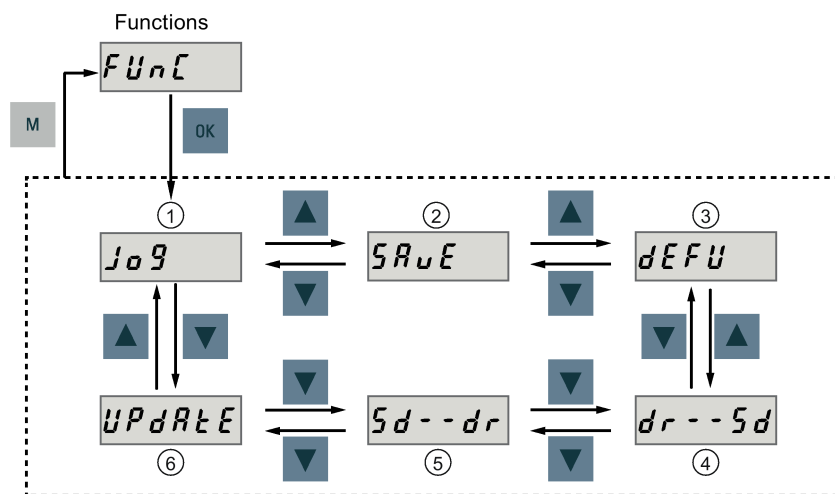 Functions
FUnC
M
OK
1
2
3
JoG
SAvE
dEFU
UPdAtE
Sd--dr
dr--Sd
6
5
4